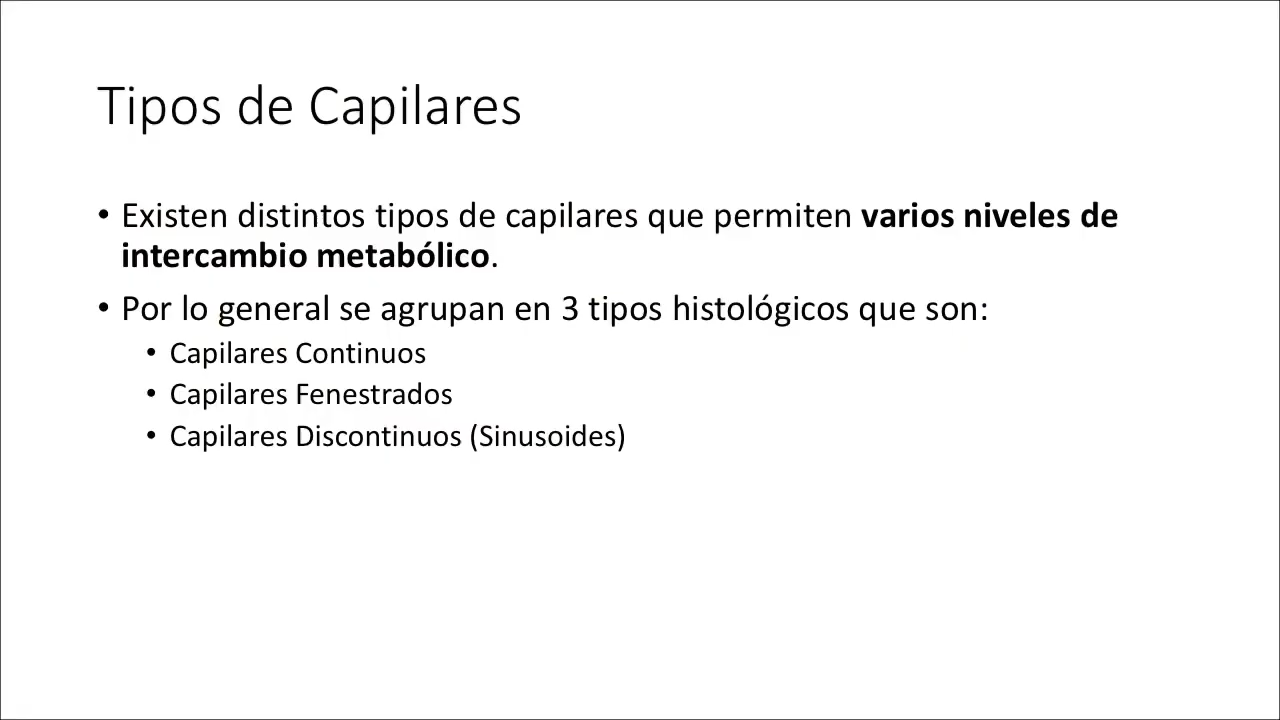 Tipos de Capilares
• Existen distintos tipos de capilares que permiten varios niveles de
intercambio metabólico.
• Por lo general se agrupan en 3 tipos histológicos que son:
• Capilares Continuos
• Capilares Fenestrados
• Capilares Discontinuos (Sinusoides)